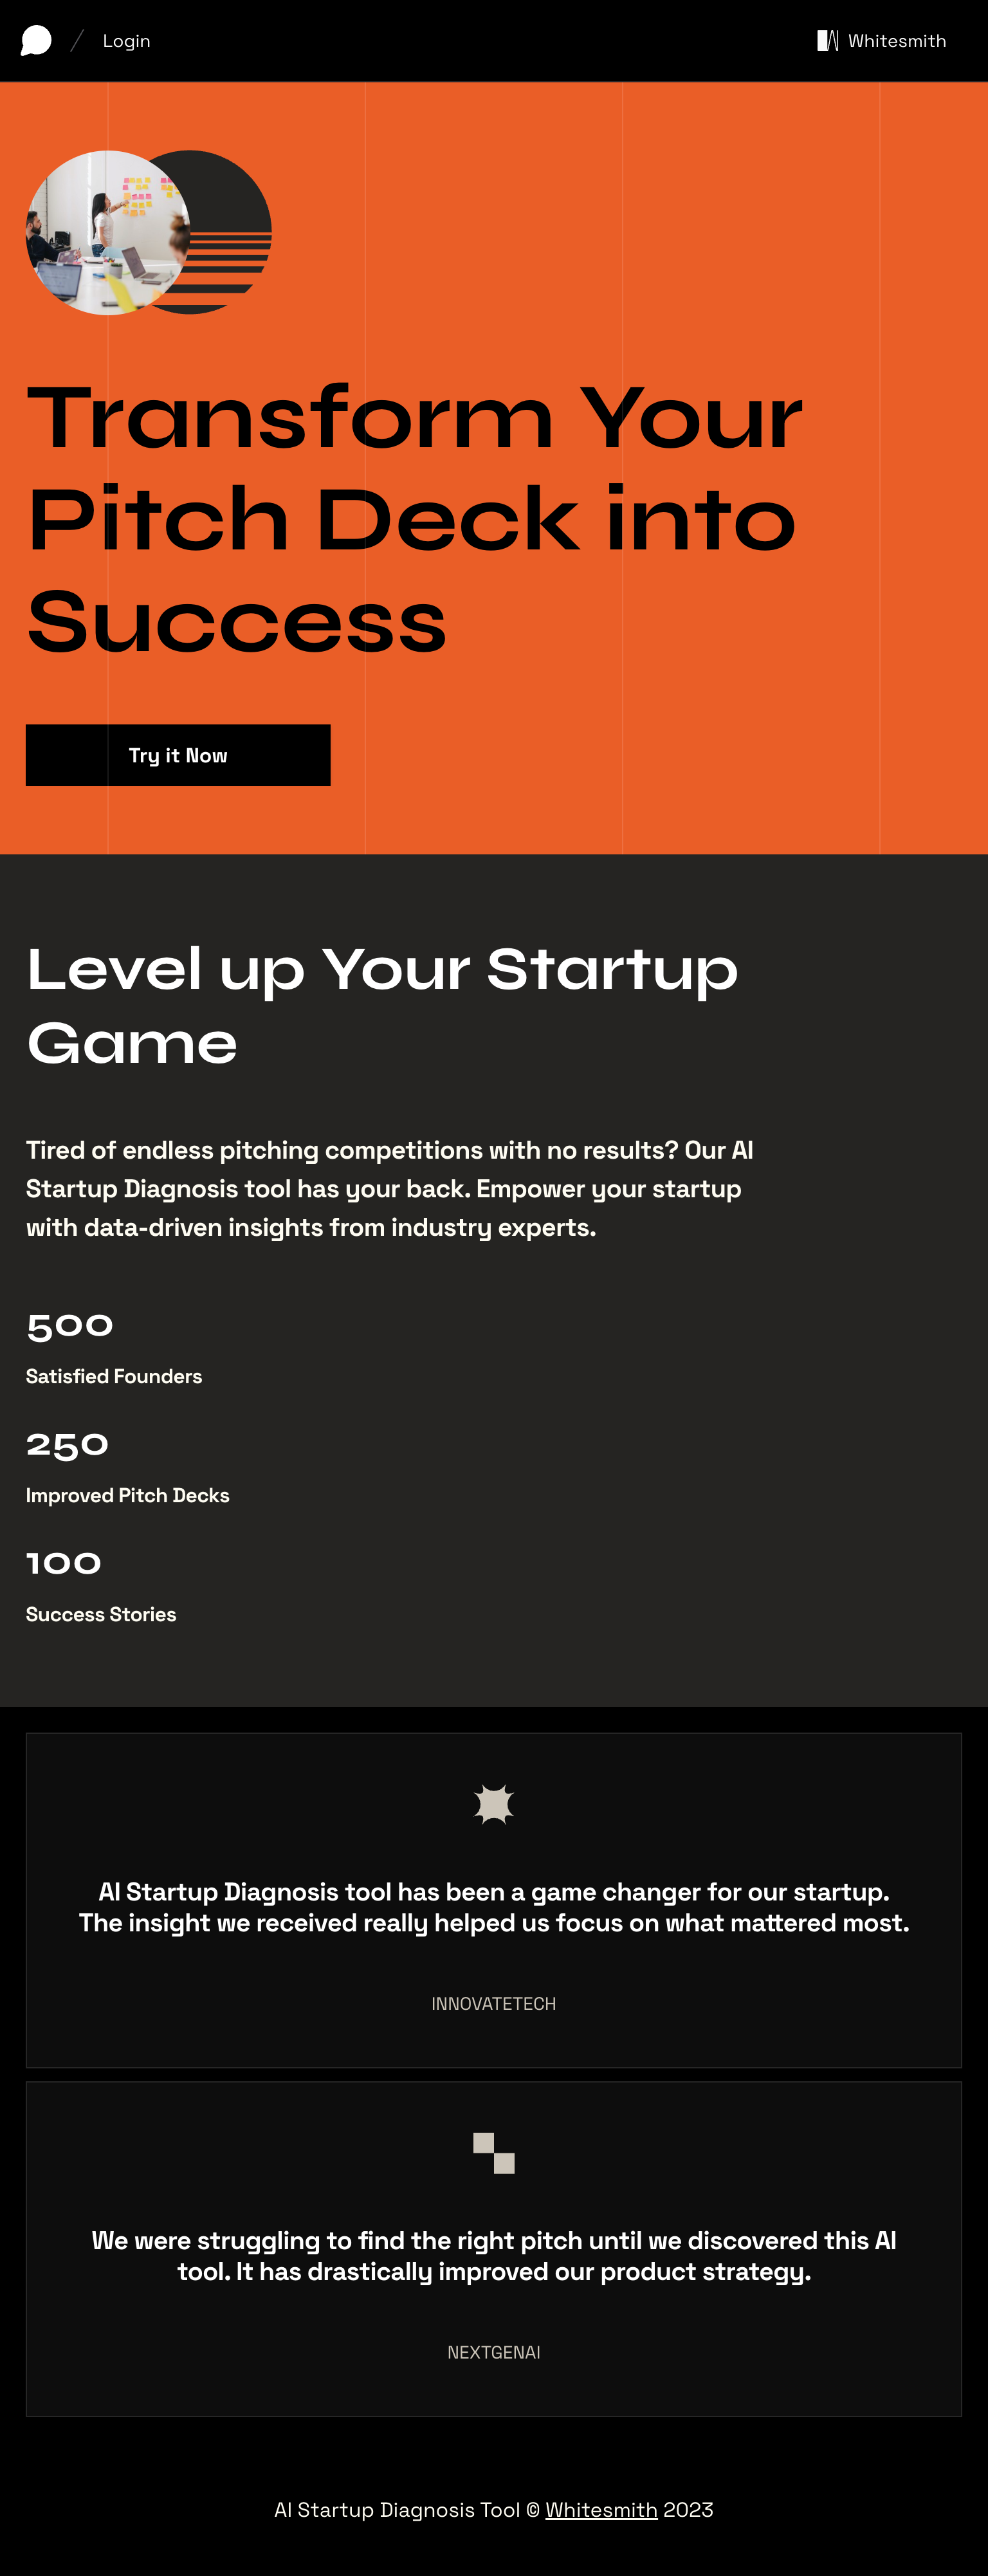 Login
Whitesmith
Transform Your
Pitch Deck into
Success
Try it Now
Level up Your Startup
Game
Tired of endless pitching competitions with no results? Our AI
Startup Diagnosis tool has your back. Empower your startup
with data-driven insights from industry experts.
500
Satisfied Founders
250
Improved Pitch Decks
100
Success Stories
AI Startup Diagnosis tool has been a game changer for our startup.
The insight we received really helped us focus on what mattered most.
INNOVATETECH
We were struggling to find the right pitch until we discovered this AI
tool. It has drastically improved our product strategy.
NEXTGENAI
AI Startup Diagnosis Tool © Whitesmith 2023